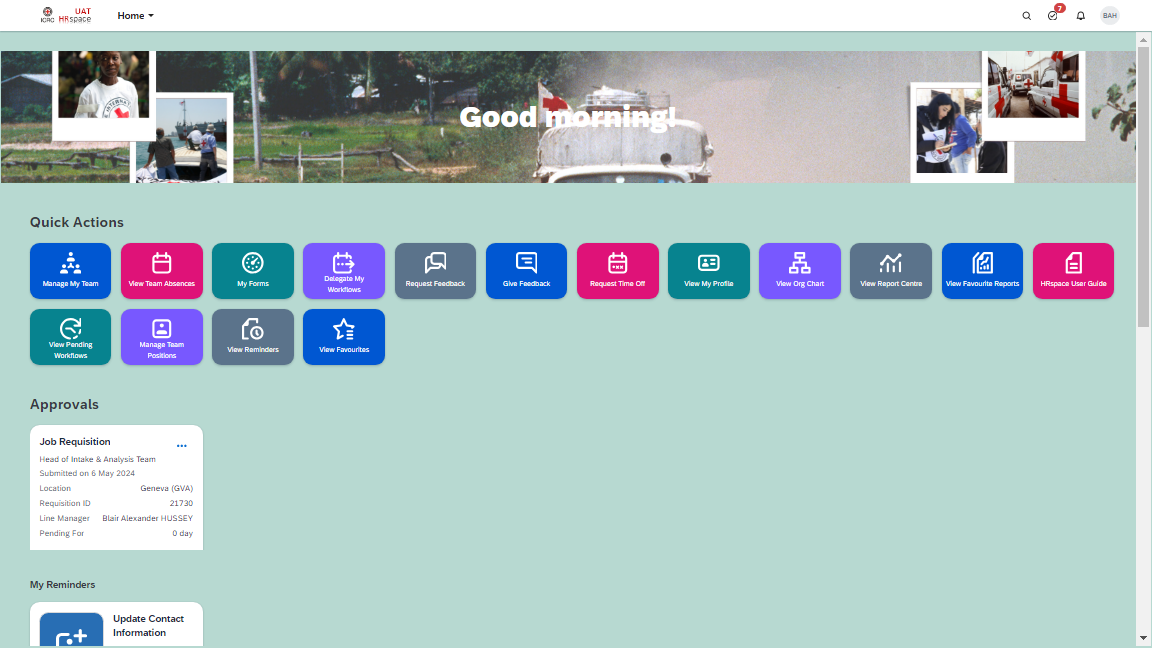 ICRC
UAT
HRspace
Home
7
BAH
Good morning!
Quick Actions
Manage My Team
View Team Absences
My Forms
Delegate My
Workflows
Request Feedback
Give Feedback
Request Time Off
View My Profile
View Org Chart
View Report Centre
View Favourite Reports
HRspace User Guide
View Pending
Workflows
Manage Team
Positions
View Reminders
View Favourites
Approvals
Job Requisition
Head of Intake & Analysis Team
Submitted on 6 May 2024
Location Geneva (GVA)
Requisition ID 21730
Line Manager Blair Alexander HUSSEY
Pending For 0 day
My Reminders
Update Contact
Information